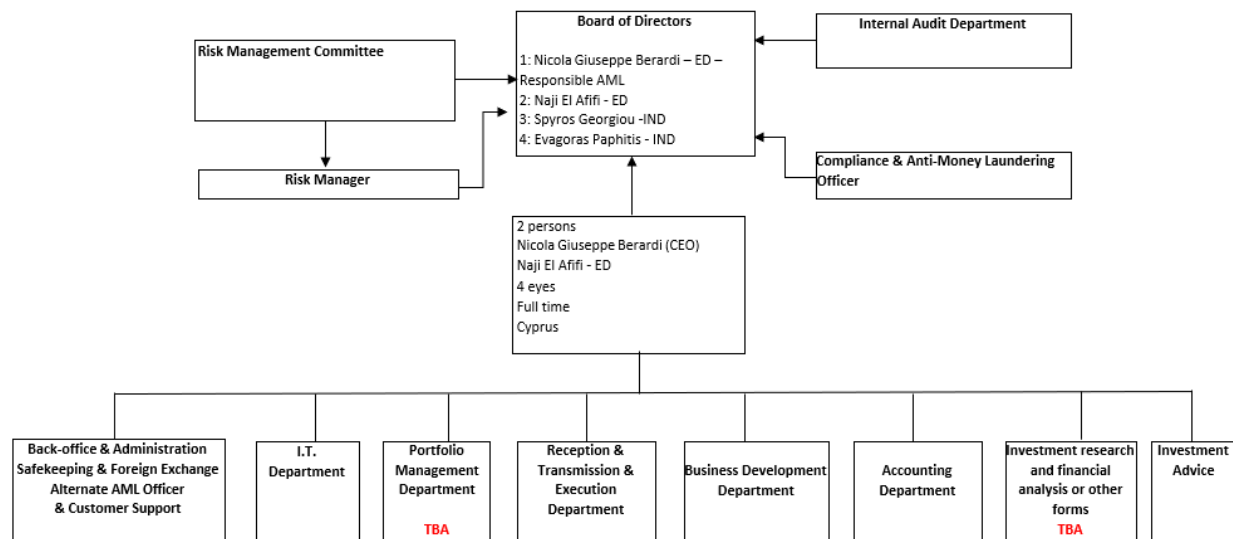 Board of Directors
1: Nicola Giuseppe Berardi – ED –
Responsible AML
2: Naji El Afifi - ED
3: Spyros Georgiou -IND
4: Evagoras Paphitis - IND
Internal Audit Department
Risk Management Committee
Compliance & Anti-Money Laundering
Officer
Risk Manager
2 persons
Nicola Giuseppe Berardi (CEO)
Naji El Afifi - ED
4 eyes
Full time
Cyprus
Back-office & Administration
Safekeeping & Foreign Exchange
Alternate AML Officer
& Customer Support
I.T.
Department
Portfolio
Management
Department
TBA
Reception &
Transmission &
Execution
Department
Business Development
Department
Accounting
Department
Investment research
and financial
analysis or other
forms
TBA
Investment
Advice